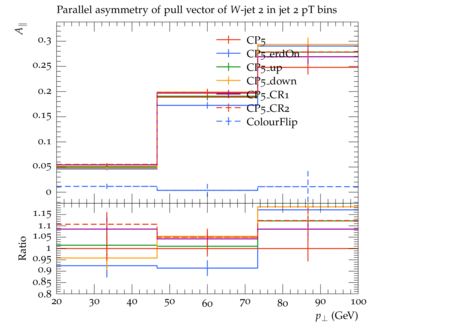 Parallel asymmetry of pull vector of W-jet 2 in jet 2 pT bins
A∥
0.3
0.25
0.2
0.15
0.1
0.05
0
CP5
CP5_erdOn
CP5_up
CP5_down
CP5_CR1
CP5_CR2
ColourFlip
Ratio
1.15
1.1
1.05
1.0
0.95
0.9
0.85
0.8
20 30 40 50 60 70 80 90 100
p⊥ (GeV)